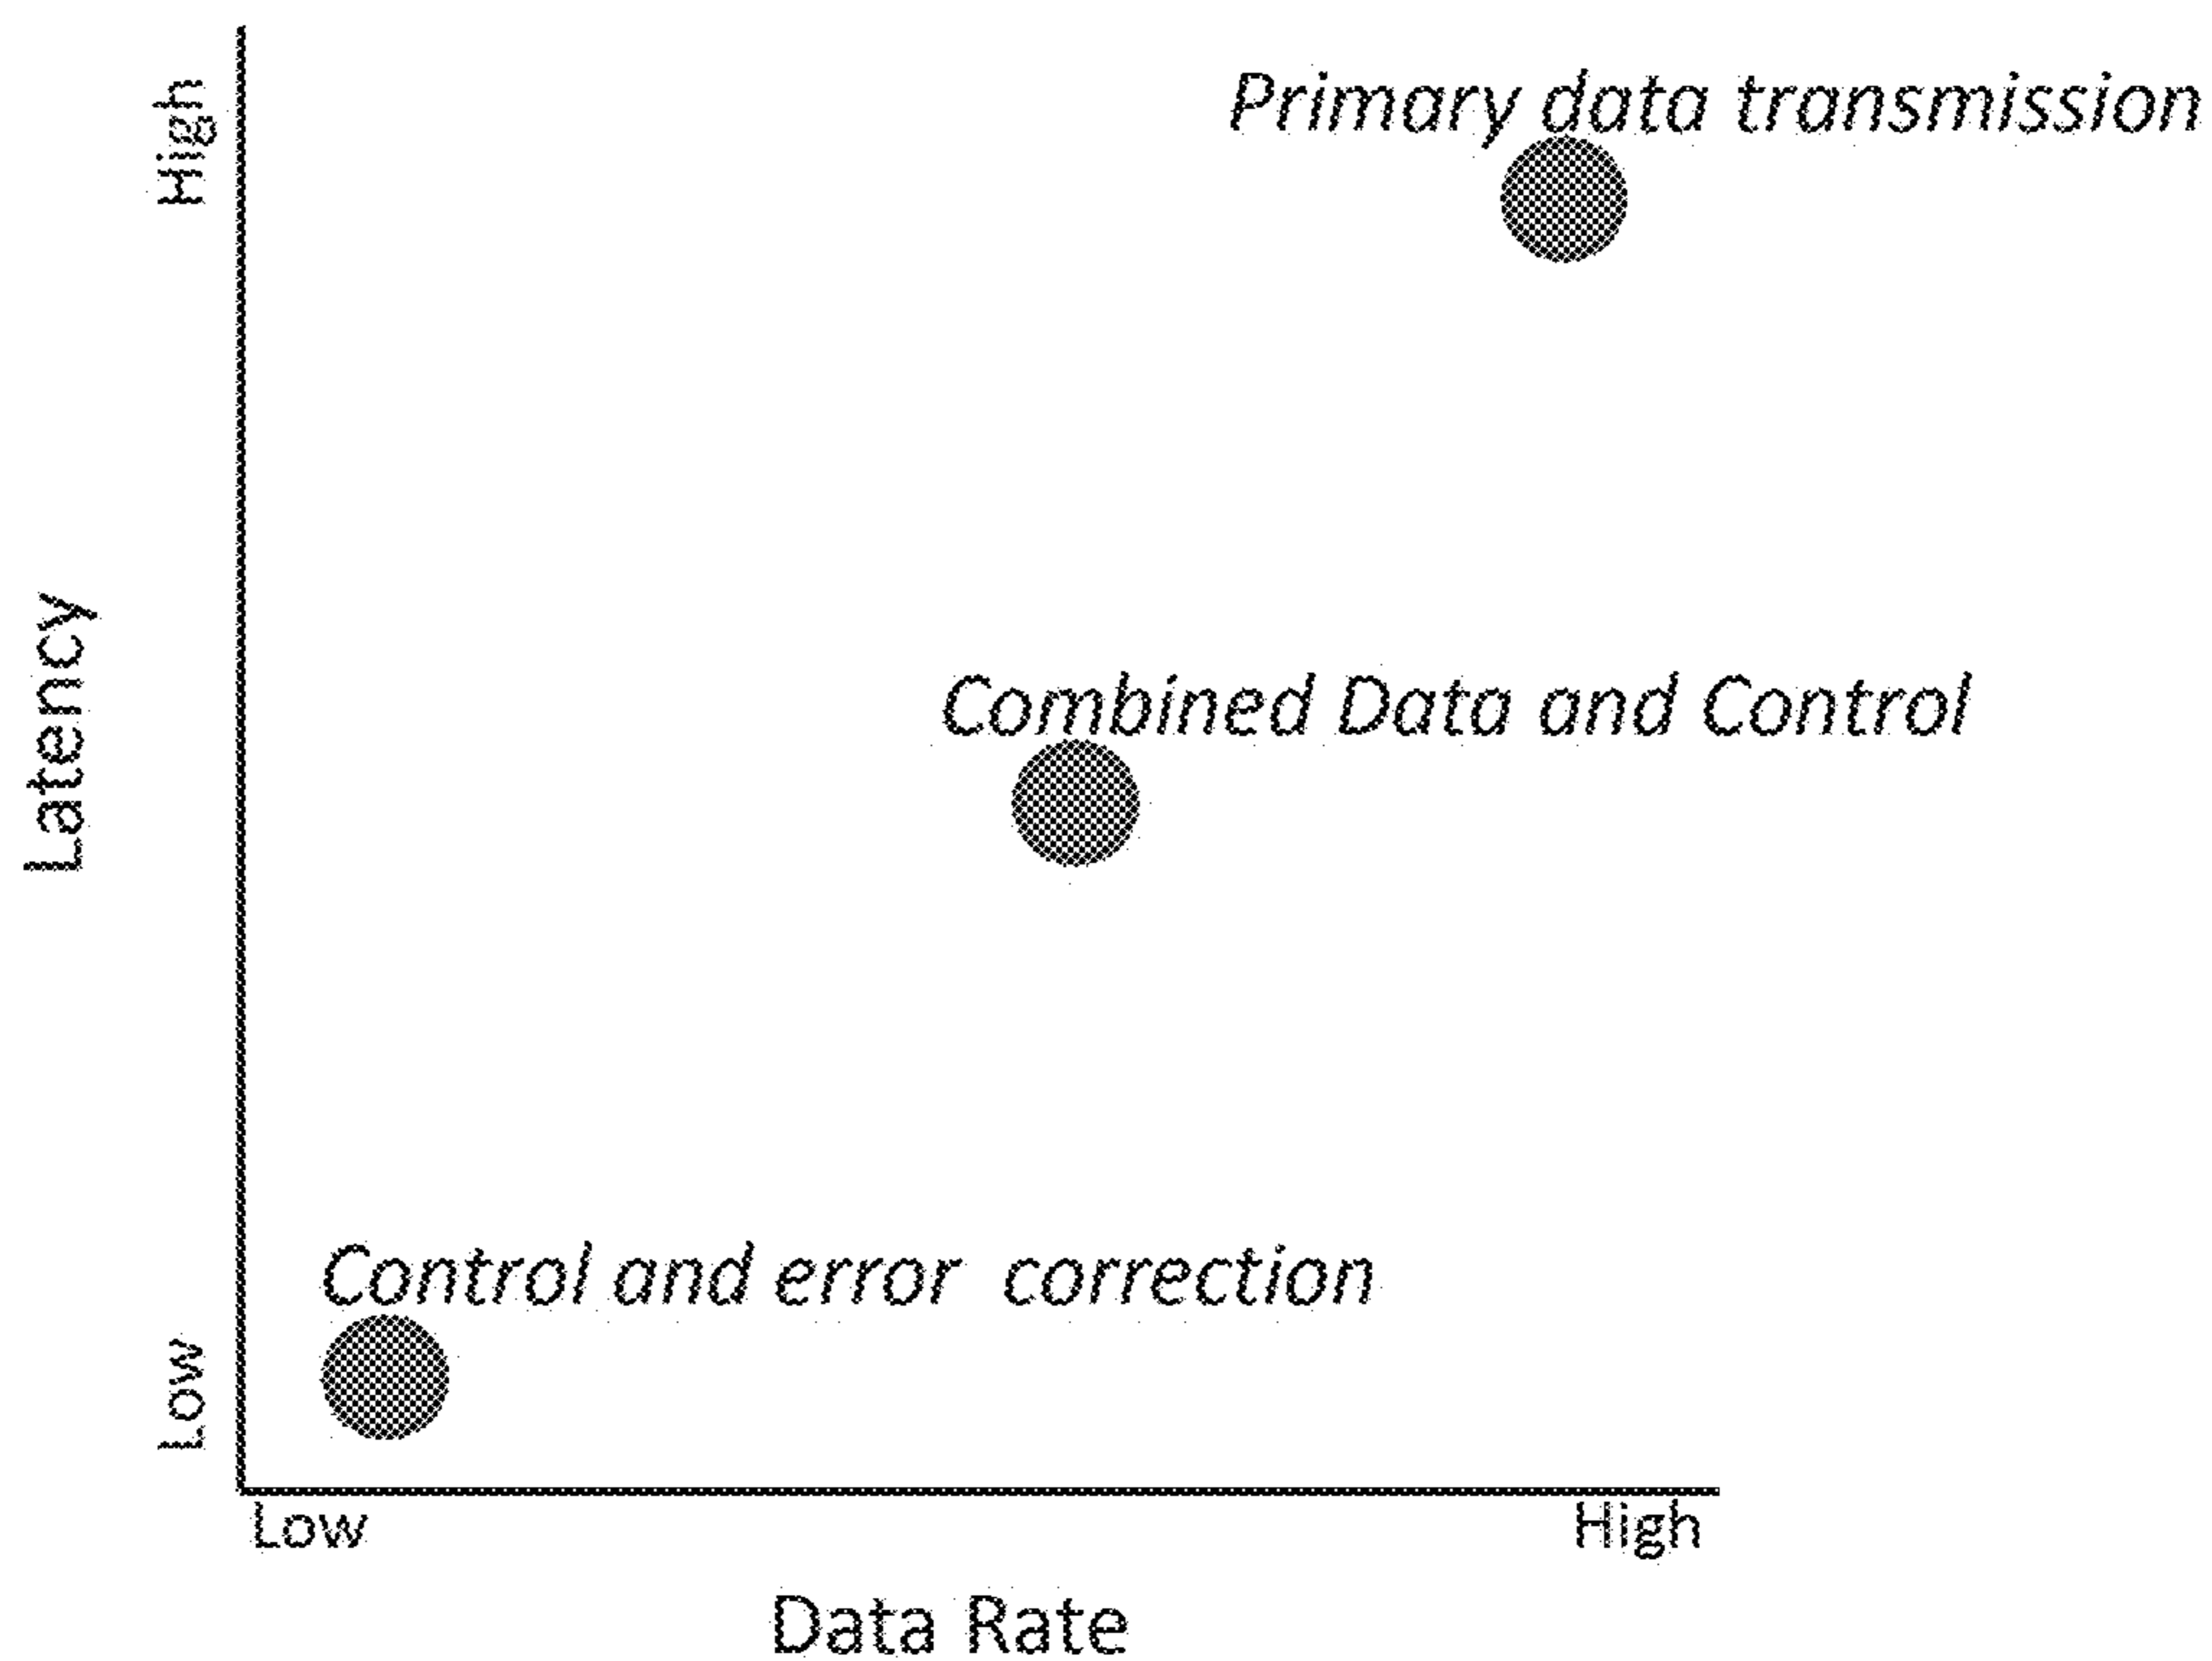 High
Primary data transmission
Latency
Combined Data and Control
Control and error correction
Low
Low
High
Data Rate